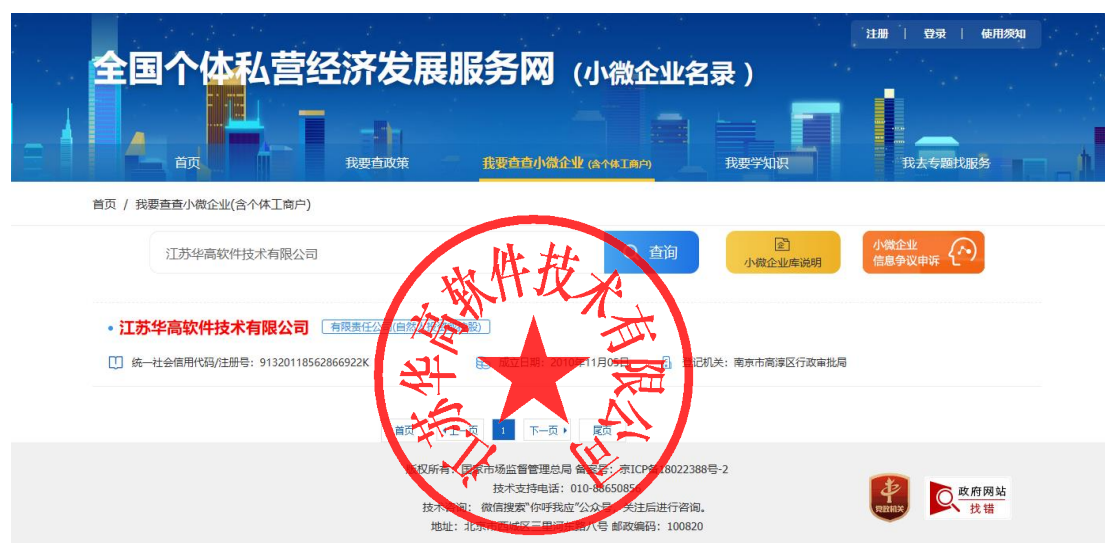 注册 | 登录 | 使用须知
全国个体私营经济发展服务网 (小微企业名录)
首页 我要查政策 我要查查小微企业 (含个体工商户) 我要学知识 我去专题找服务
首页 / 我要查查小微企业(含个体工商户)
江苏华高软件技术有限公司 查询 小微企业库说明 小微企业
信息争议申诉
江苏华高软件技术有限公司 有限责任公司(自然人投资或控股)
统一社会信用代码/注册号:91320118562866922K 成立日期:2010年11月05日 登记机关:南京市高淳区行政审批局
首页 上一页 1 下一页 尾页
版权所有:国家市场监督管理总局 备案号:京ICP备18022388号-2
技术支持电话:010-88650856
技术咨询: 微信搜索"你呼我应"公众号,关注后进行咨询。
地址:北京市西城区三里河东路八号 邮政编码:100820
党政机关
政府网站
找错
江苏华高软件技术有限公司